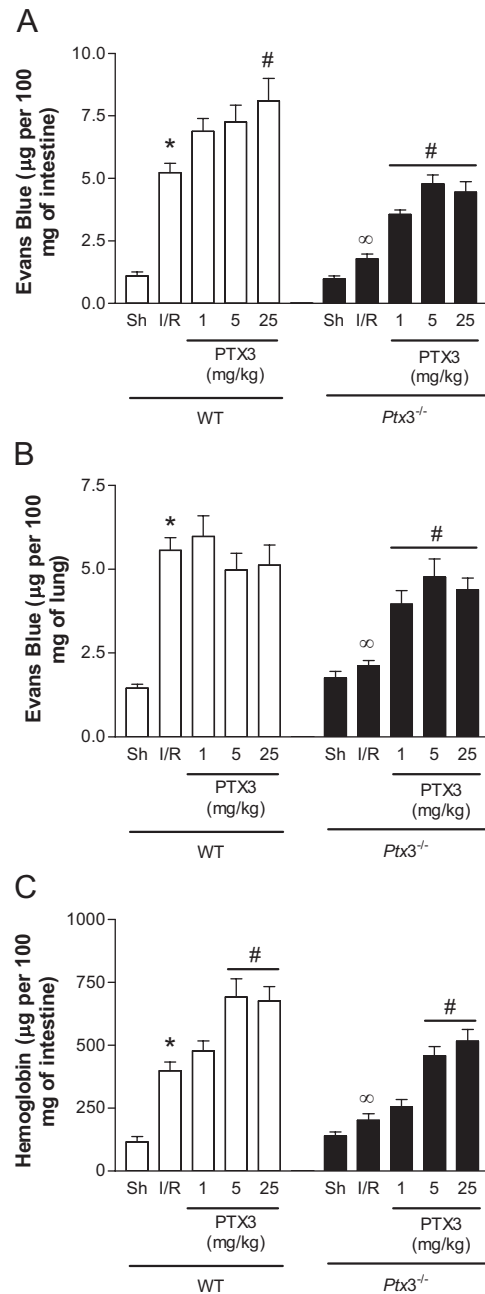 A
Evans Blue (μg per 100
mg of intestine)
10.0
7.5
5.0
2.5
0.0
*
#
∞
#
Sh I/R 1 5 25 Sh I/R 1 5 25
PTX3 PTX3
(mg/kg) (mg/kg)
WT Ptx3-/-
B
Evans Blue (μg per 100
mg of lung)
7.5
5.0
2.5
0.0
*
∞
#
Sh I/R 1 5 25 Sh I/R 1 5 25
PTX3 PTX3
(mg/kg) (mg/kg)
WT Ptx3-/-
C
Hemoglobin (μg per 100
mg of intestine)
1000
750
500
250
0
*
#
∞
#
Sh I/R 1 5 25 Sh I/R 1 5 25
PTX3 PTX3
(mg/kg) (mg/kg)
WT Ptx3-/-